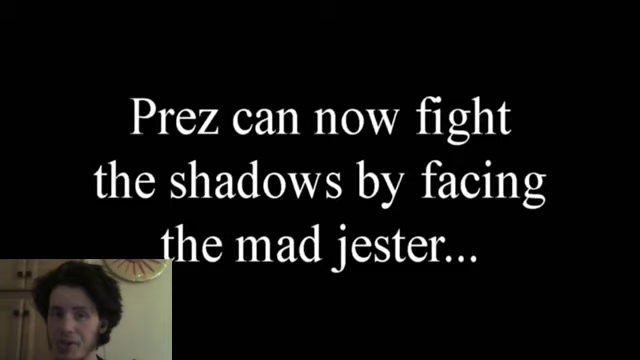 Prez can now fight
the shadows by facing
the mad jester...